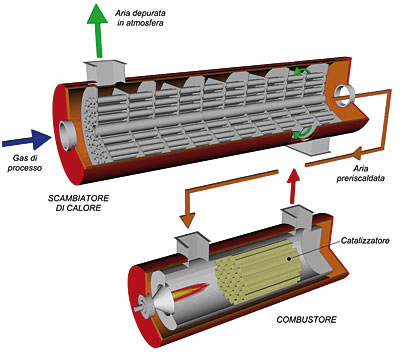 Aria depurata
in atmosfera
Gas di
processo
SCAMBIATORE
DI CALORE
Aria
preriscaldata
Catalizzatore
COMBUSTORE